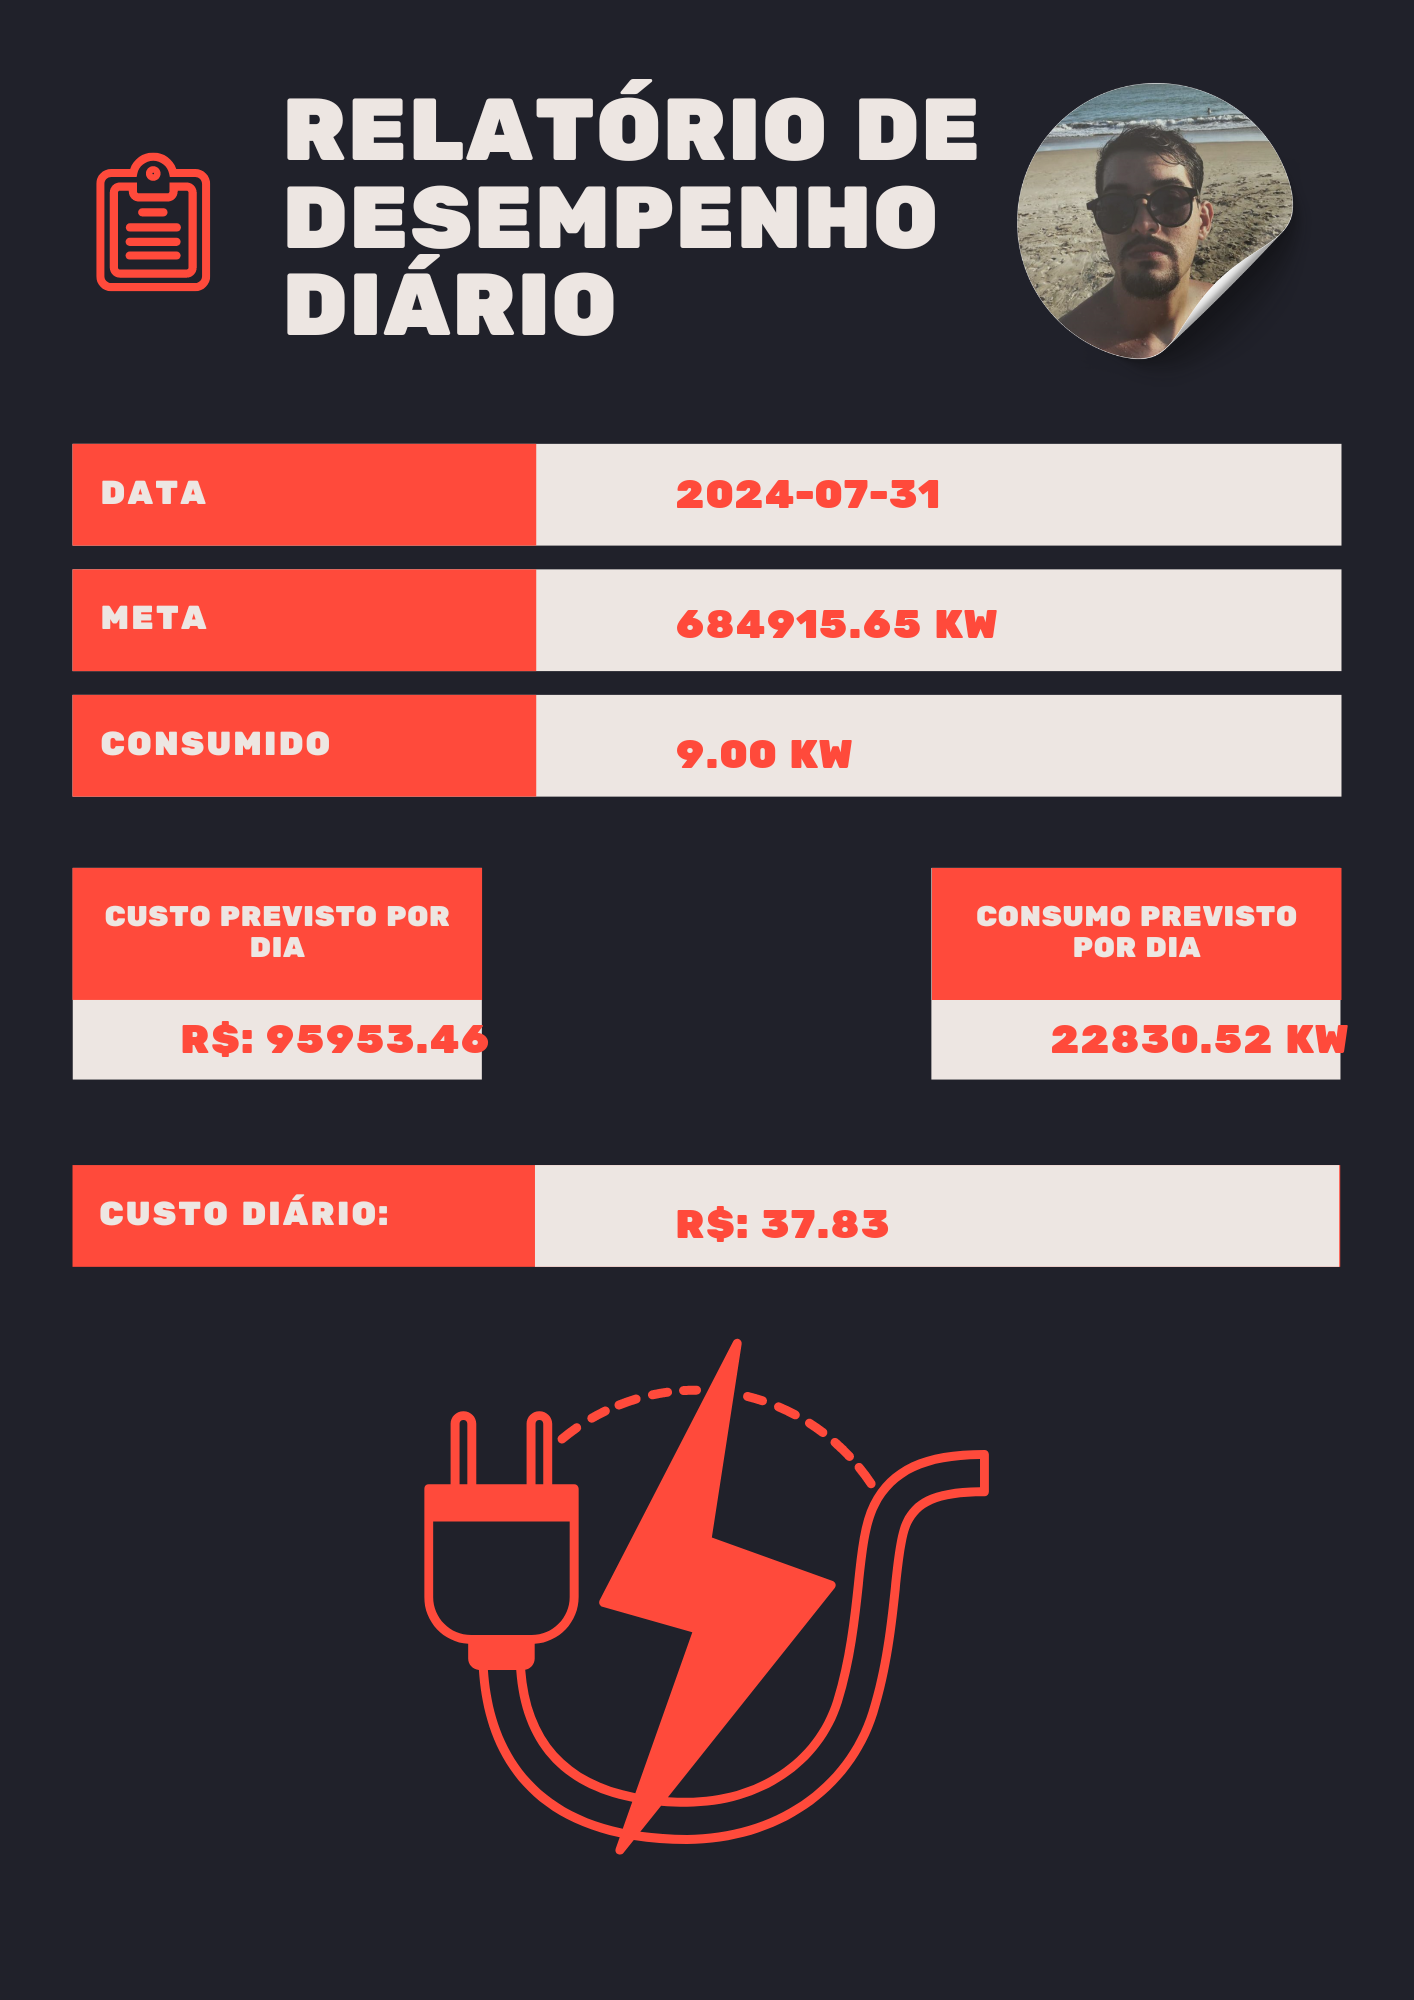 RELATÓRIO DE
DESEMPENHO
DIÁRIO
DATA
2024-07-31
META
684915.65 KW
CONSUMIDO
9.00 KW
CUSTO PREVISTO POR
DIA
R$: 95953.46
CONSUMO PREVISTO
POR DIA
22830.52 KW
CUSTO DIÁRIO:
R$: 37.83